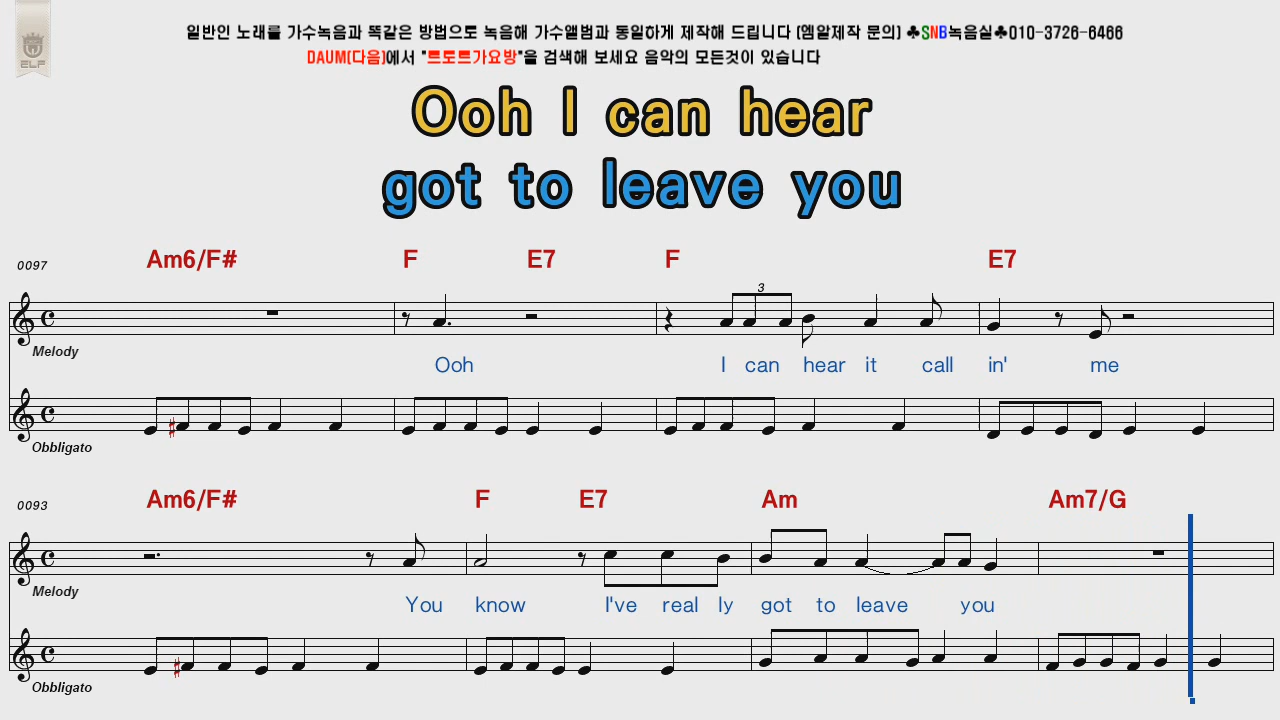 일반인 노래를 가수녹음과 똑같은 방법으로 녹음해 가수앨범과 동일하게 제작해 드립니다 (엠알제작 문의) ♣SNB녹음실♣010-3726-6466
DAUM(다음)에서 "트로트가요방"을 검색해 보세요 음악의 모든것이 있습니다
ELF
Ooh I can hear
got to leave you
0097 Am6/F# F E7 F E7
3
Melody
Ooh I can hear it call in' me
Obbligato
0093 Am6/F# F E7 Am Am7/G
Melody
You know I've real ly got to leave you
Obbligato